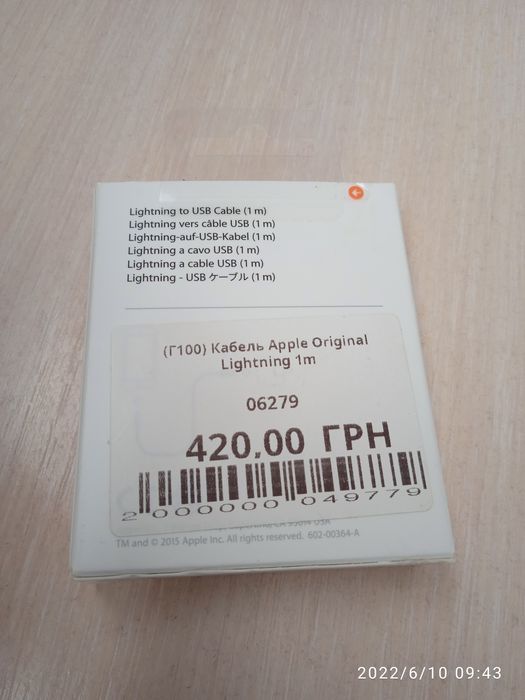 Lightning to USB Cable (1 m)
Lightning vers câble USB (1 m)
Lightning-auf-USB-Kabel (1 m)
Lightning a cavo USB (1 m)
Lightning a cable USB (1 m)
Lightning - USB ケーブル (1 m)
(Г100) Кабель Apple Original
Lightning 1m
06279
420,00 ГРН
2 000000 049779
CA 95014 USA
TM and © 2015 Apple Inc. All rights reserved. 602-00364-A
2022/6/10 09:43